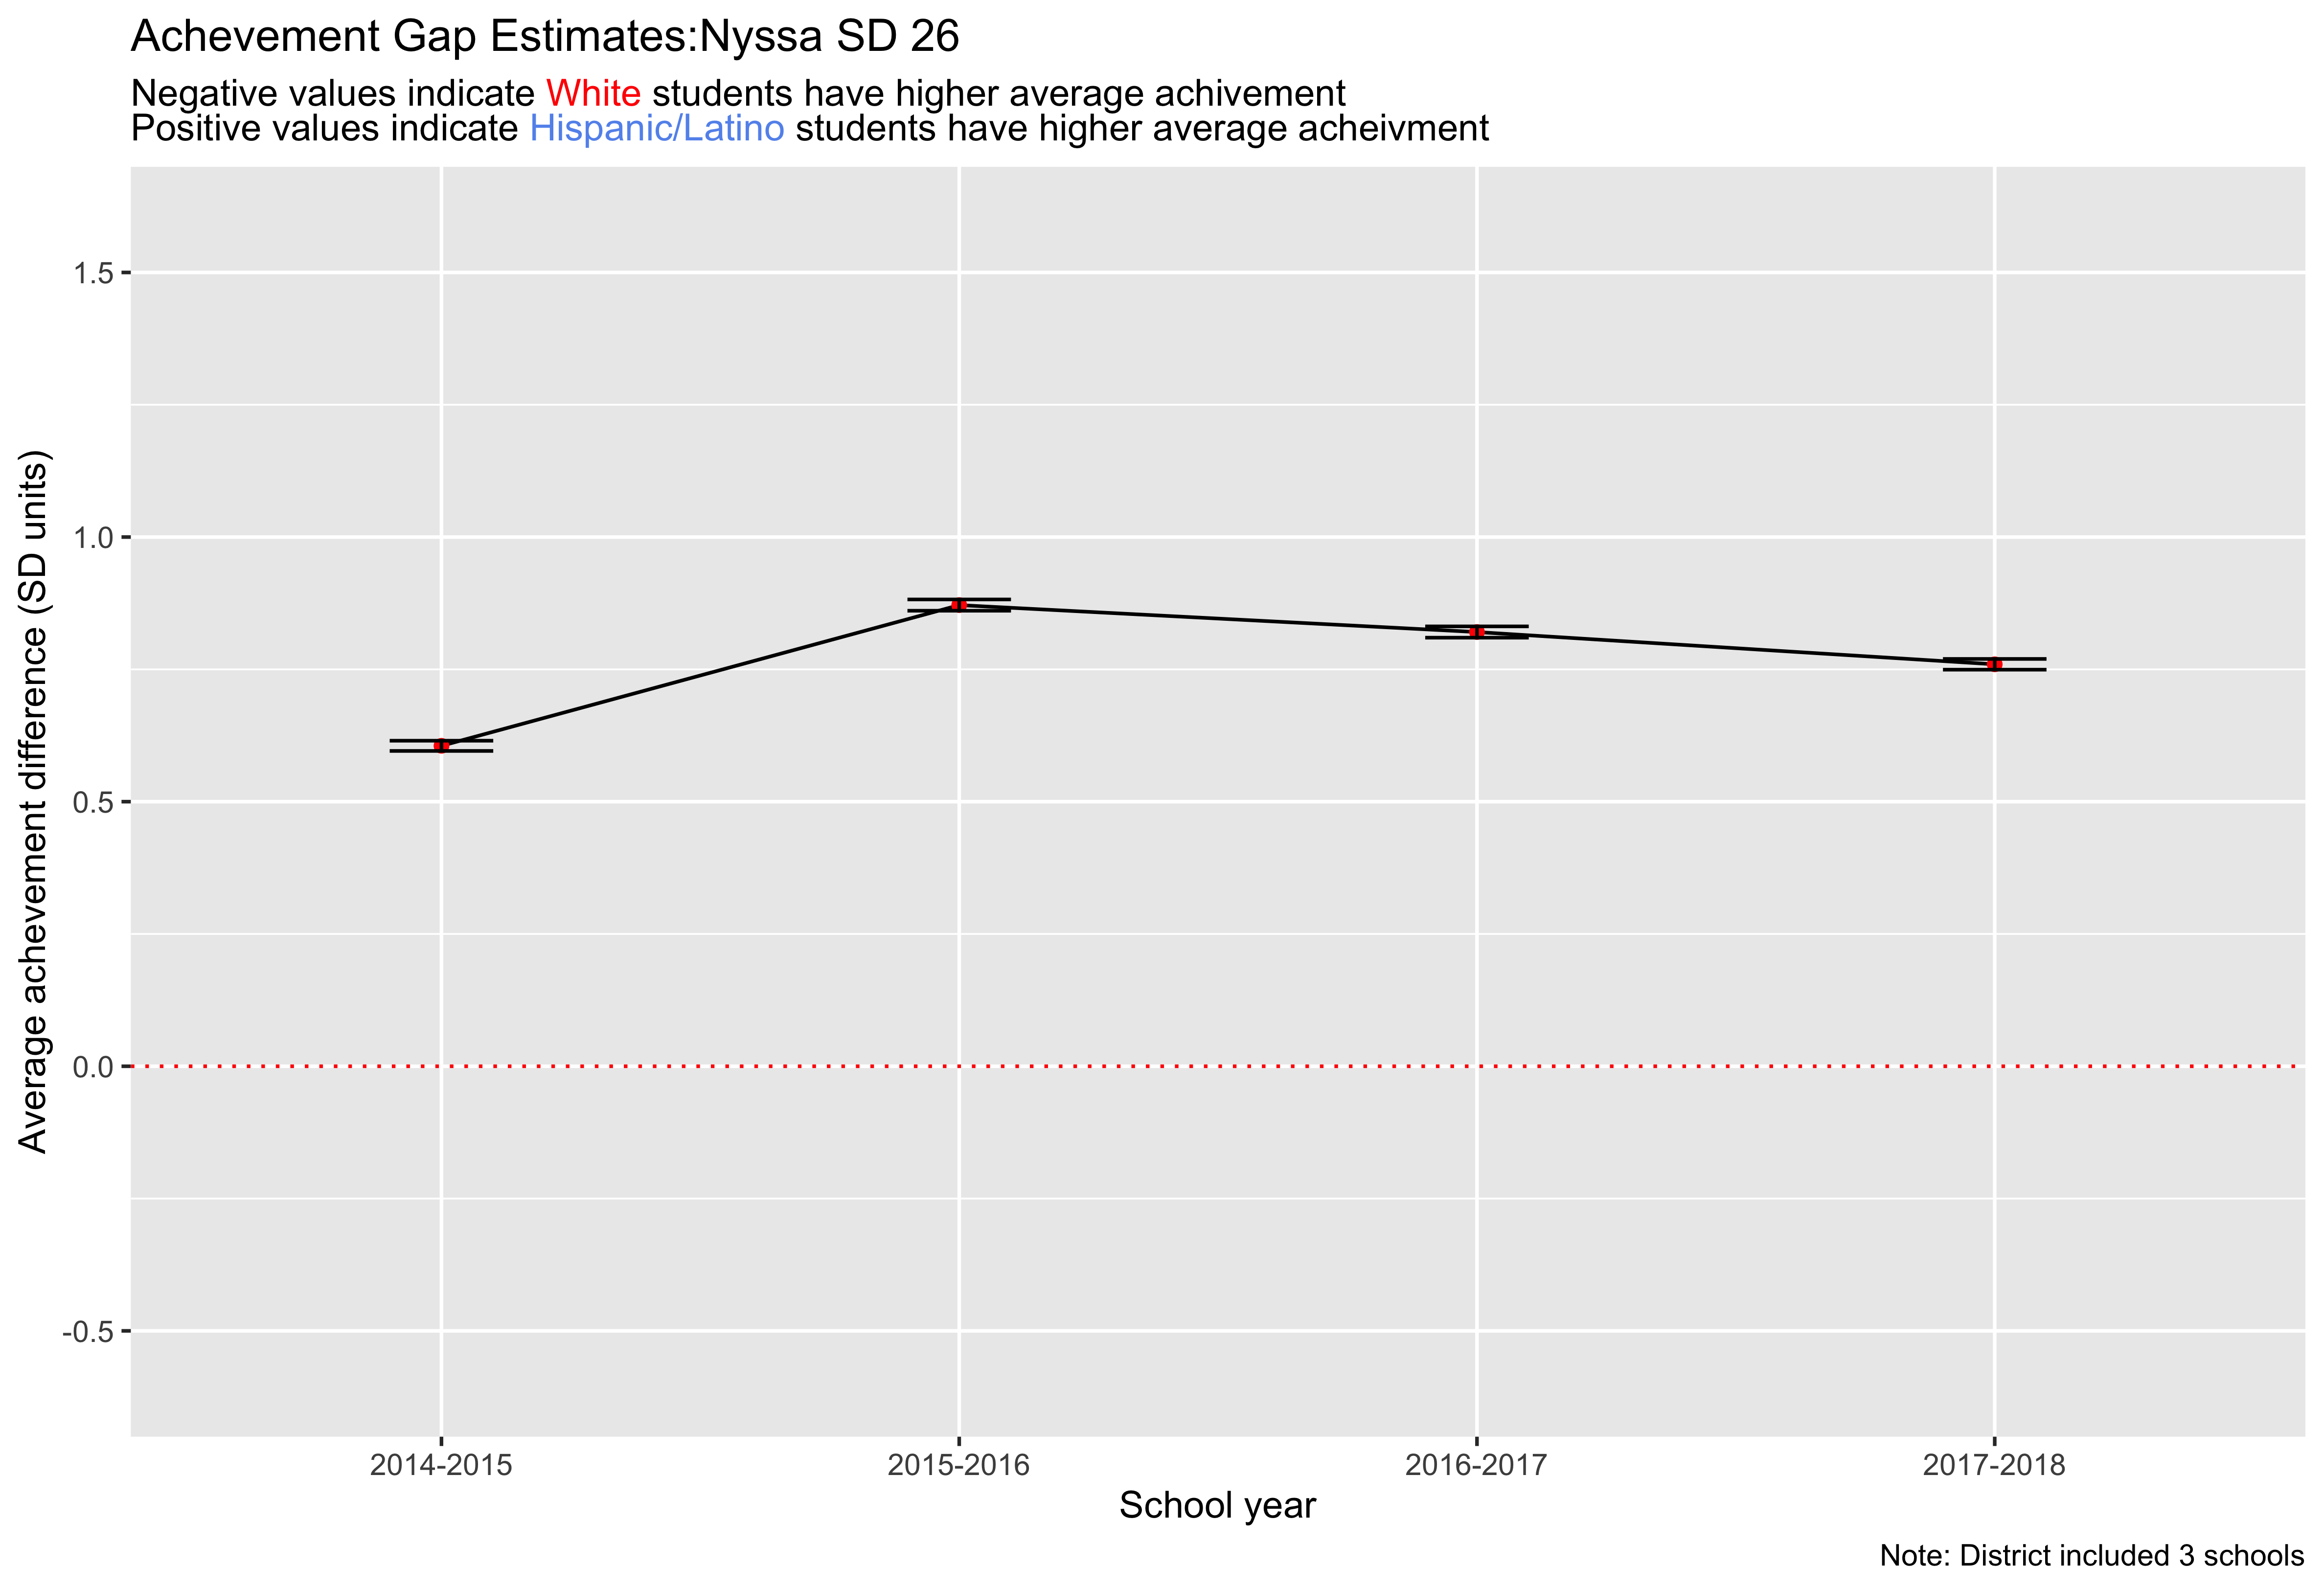 Achevement Gap Estimates:Nyssa SD 26
Negative values indicate White students have higher average achivement
Positive values indicate Hispanic/Latino students have higher average acheivment
Average achevement difference (SD units)
1.5
1.0
0.5
0.0
-0.5
2014-2015 2015-2016 2016-2017 2017-2018
School year
Note: District included 3 schools